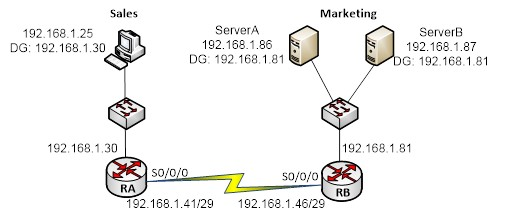 Sales
192.168.1.25
DG: 192.168.1.30
192.168.1.30
RA
S0/0/0
192.168.1.41/29
Marketing
ServerA
192.168.1.86
DG: 192.168.1.81
ServerB
192.168.1.87
DG: 192.168.1.81
192.168.1.81
S0/0/0
RB
192.168.1.46/29